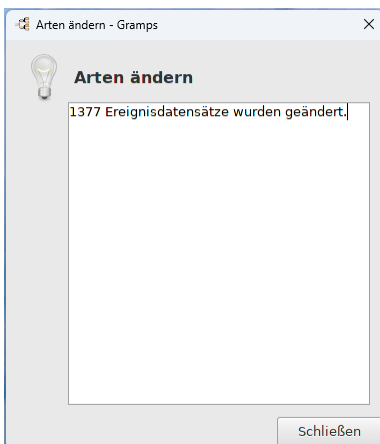 Arten ändern - Gramps
Arten ändern
1377 Ereignisdatensätze wurden geändert.
Schließen